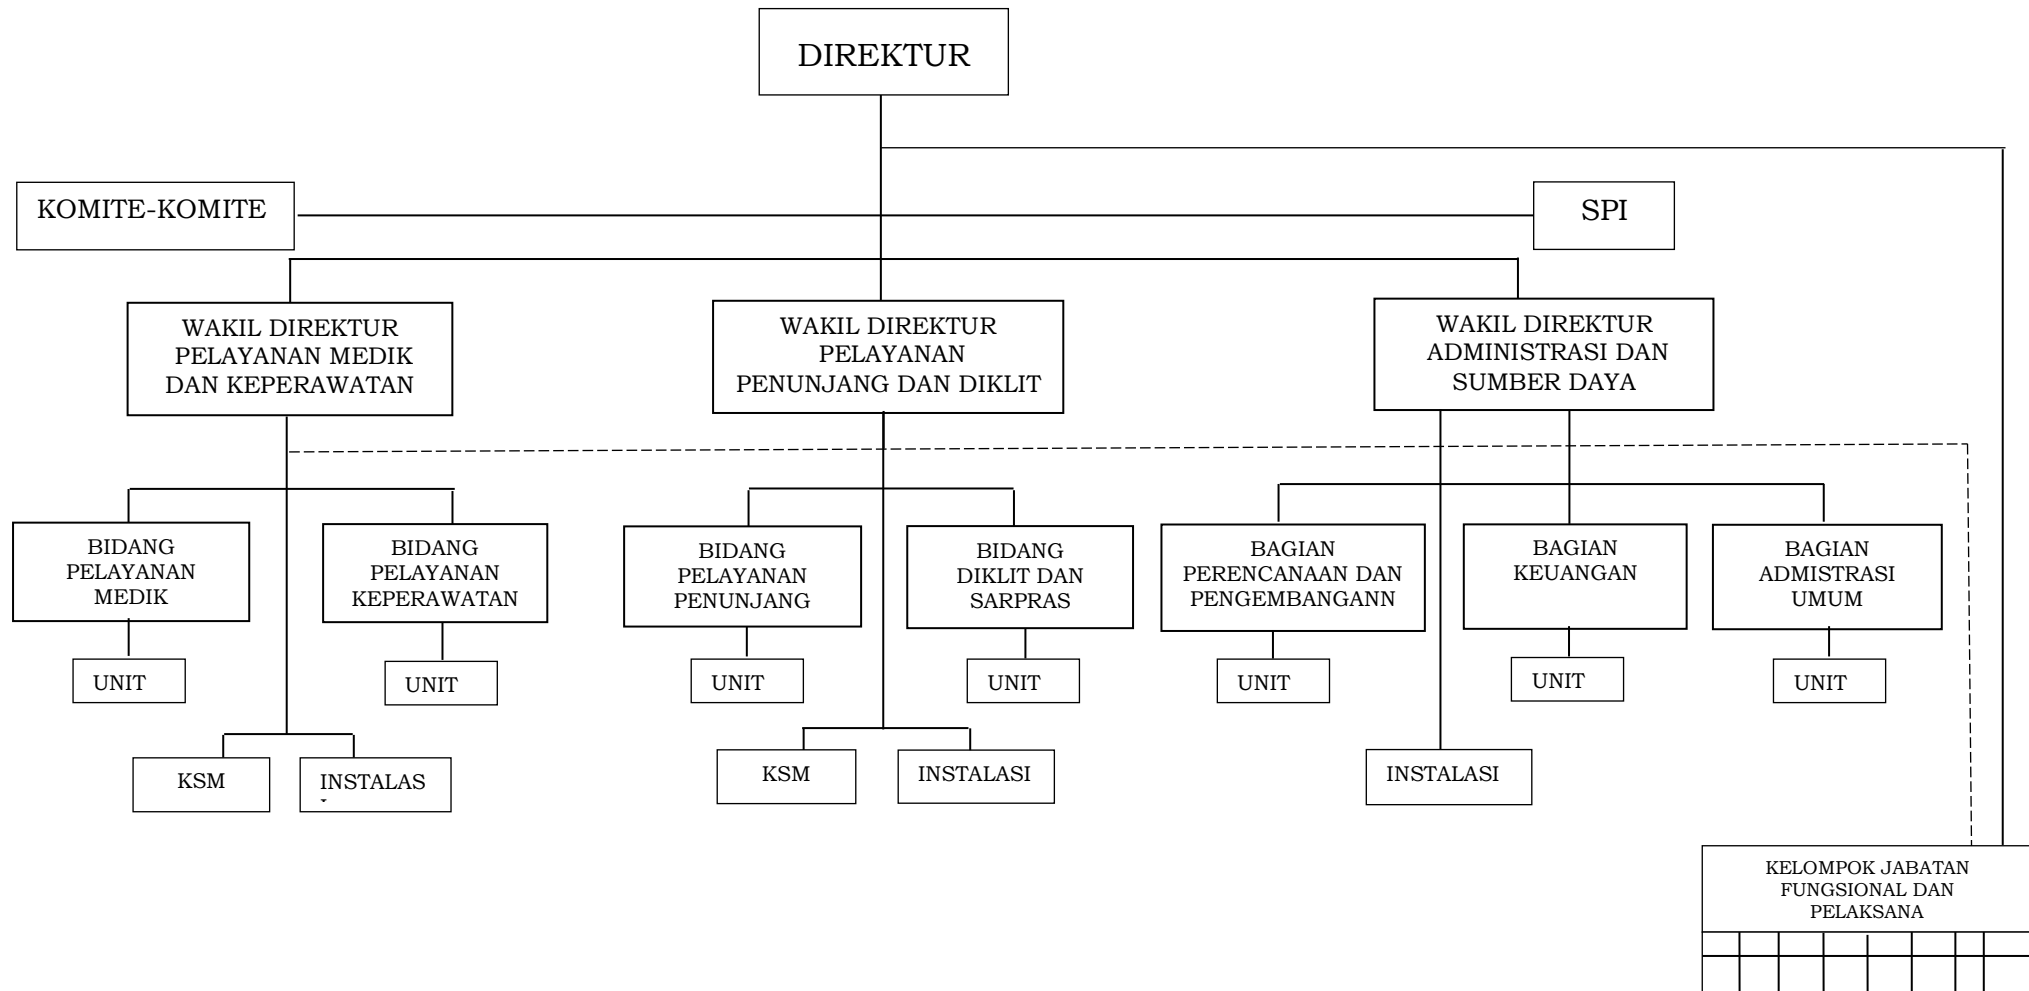 DIREKTUR
KOMITE-KOMITE
SPI
WAKIL DIREKTUR
PELAYANAN MEDIK
DAN KEPERAWATAN
WAKIL DIREKTUR
PELAYANAN
PENUNJANG DAN DIKLIT
WAKIL DIREKTUR
ADMINISTRASI DAN
SUMBER DAYA
BIDANG
PELAYANAN
MEDIK
BIDANG
PELAYANAN
KEPERAWATAN
BIDANG
PELAYANAN
PENUNJANG
BIDANG
DIKLIT DAN
SARPRAS
BAGIAN
PERENCANAAN DAN
PENGEMBANGANN
BAGIAN
KEUANGAN
BAGIAN
ADMISTRASI
UMUM
UNIT
UNIT
UNIT
UNIT
UNIT
UNIT
UNIT
KSM
INSTALAS
KSM
INSTALASI
INSTALASI
KELOMPOK JABATAN
FUNGSIONAL DAN
PELAKSANA